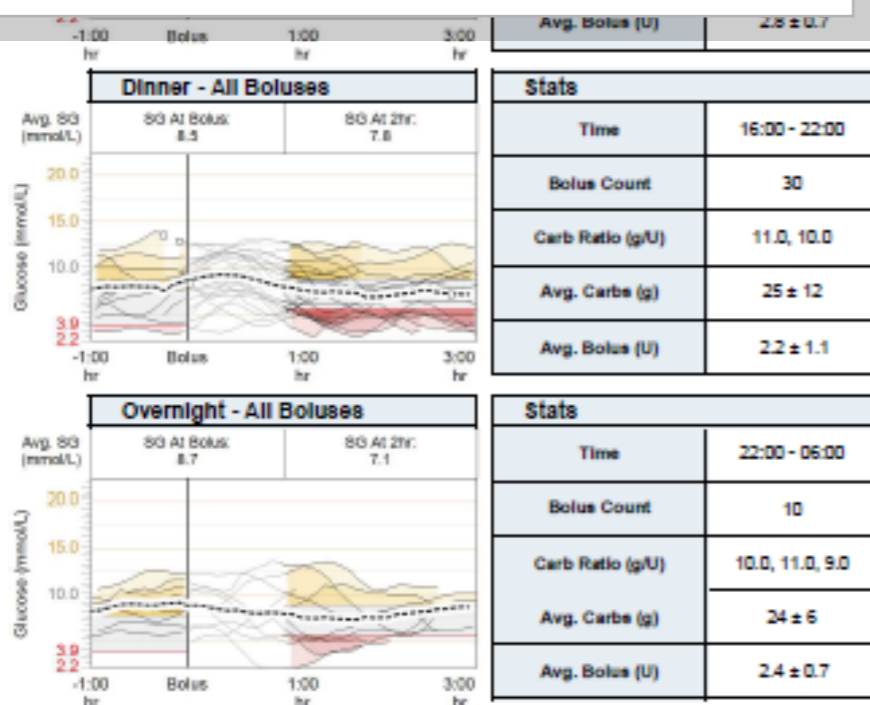 2.2
-1:00 Bolus 1:00 3:00
hr hr hr
Avg. Bolus (U) 2.8 ± 0.7
Dinner - All Boluses
Avg. SG (mmol/L)
SG At Bolus: 8.5
SG At 2hr: 7.8
Glucose (mmol/L)
20.0
15.0
10.0
3.9
2.2
-1:00 Bolus 1:00 3:00
hr hr hr
Stats
Time 16:00 - 22:00
Bolus Count 30
Carb Ratio (g/U) 11.0, 10.0
Avg. Carbs (g) 25 ± 12
Avg. Bolus (U) 2.2 ± 1.1
Overnight - All Boluses
Avg. SG (mmol/L)
SG At Bolus: 8.7
SG At 2hr: 7.1
Glucose (mmol/L)
20.0
15.0
10.0
3.9
2.2
-1:00 Bolus 1:00 3:00
hr hr hr
Stats
Time 22:00 - 06:00
Bolus Count 10
Carb Ratio (g/U) 10.0, 11.0, 9.0
Avg. Carbs (g) 24 ± 6
Avg. Bolus (U) 2.4 ± 0.7